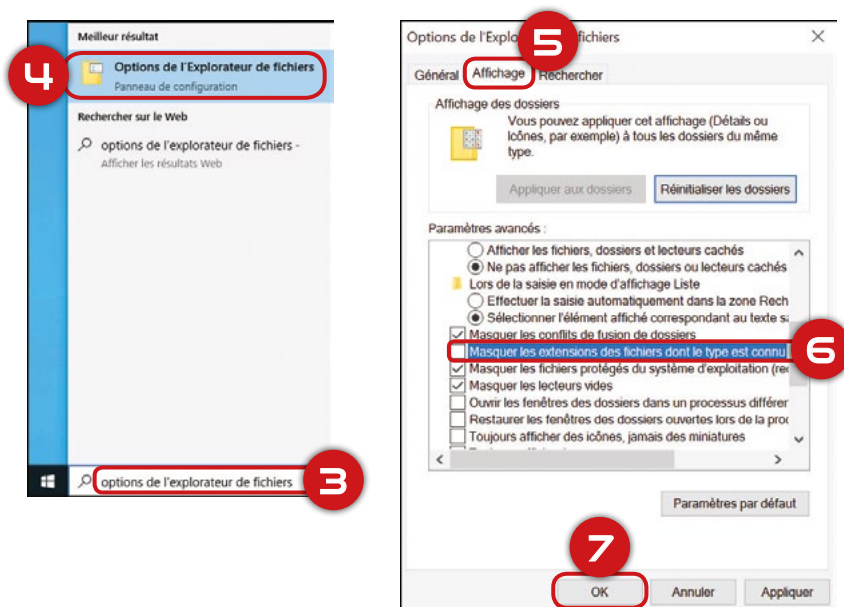 Meilleur résultat
4
Options de l'Explorateur de fichiers
Panneau de configuration
Rechercher sur le Web
options de l'explorateur de fichiers -
Afficher les résultats Web
options de l'explorateur de fichiers
3
Options de l'Explo fichiers
5
Général Affichage Rechercher
Affichage des dossiers
Vous pouvez appliquer cet affichage (Détails ou
Icônes, par exemple) à tous les dossiers du même
type.
Appliquer aux dossiers Réinitialiser les dossiers
Paramètres avancés :
Afficher les fichiers, dossiers et lecteurs cachés
Ne pas afficher les fichiers, dossiers ou lecteurs cachés
Lors de la saisie en mode d'affichage Liste
Effectuer la saisie automatiquement dans la zone Rech
Sélectionner l'élément affiché correspondant au texte sa
Masquer les conflits de fusion de dossiers
Masquer les extensions des fichiers dont le type est connu
6
Masquer les fichiers protégés du système d'exploitation (rec
Masquer les lecteurs vides
Ouvrir les fenêtres des dossiers dans un processus différer
Restaurer les fenêtres des dossiers ouvertes lors de la proc
Toujours afficher des icônes, jamais des miniatures
Paramètres par défaut
7
OK Annuler Appliquer